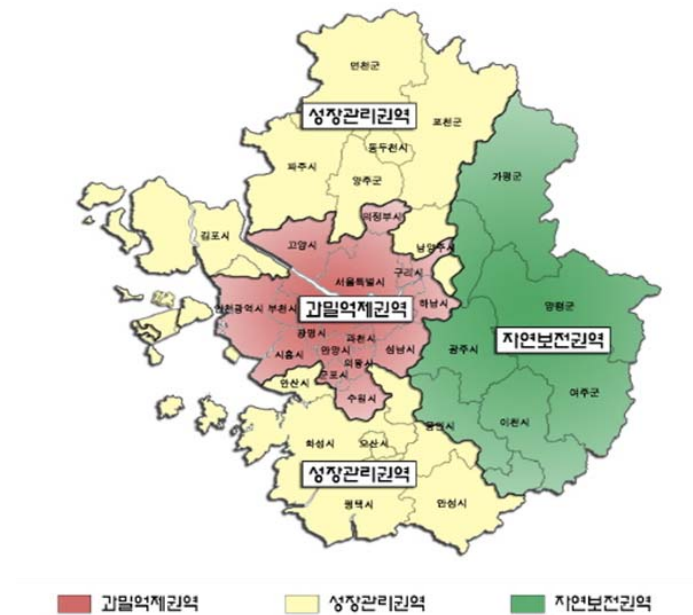 연천군
성장관리권역
포천군
동두천시
파주시
양주군
가평군
의정부시
김포시
고양시
남양주시
구리시
서울특별시
인천광역시
부천시
과밀억제권역
하남시
양평군
광명시
과천시
자연보전권역
시흥시
안양시
성남시
광주시
의왕시
군포시
안산시
수원시
여주군
용인시
이천시
화성시
오산시
성장관리권역
평택시
안성시
과밀억제권역
성장관리권역
자연보전권역